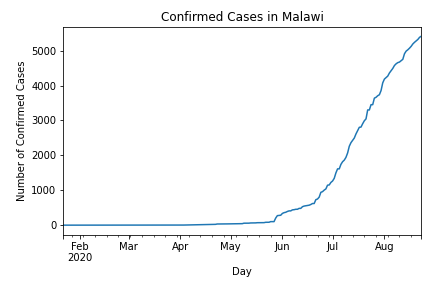 Confirmed Cases in Malawi
Number of Confirmed Cases
5000
4000
3000
2000
1000
0
Feb Mar Apr May Jun Jul Aug
2020
Day